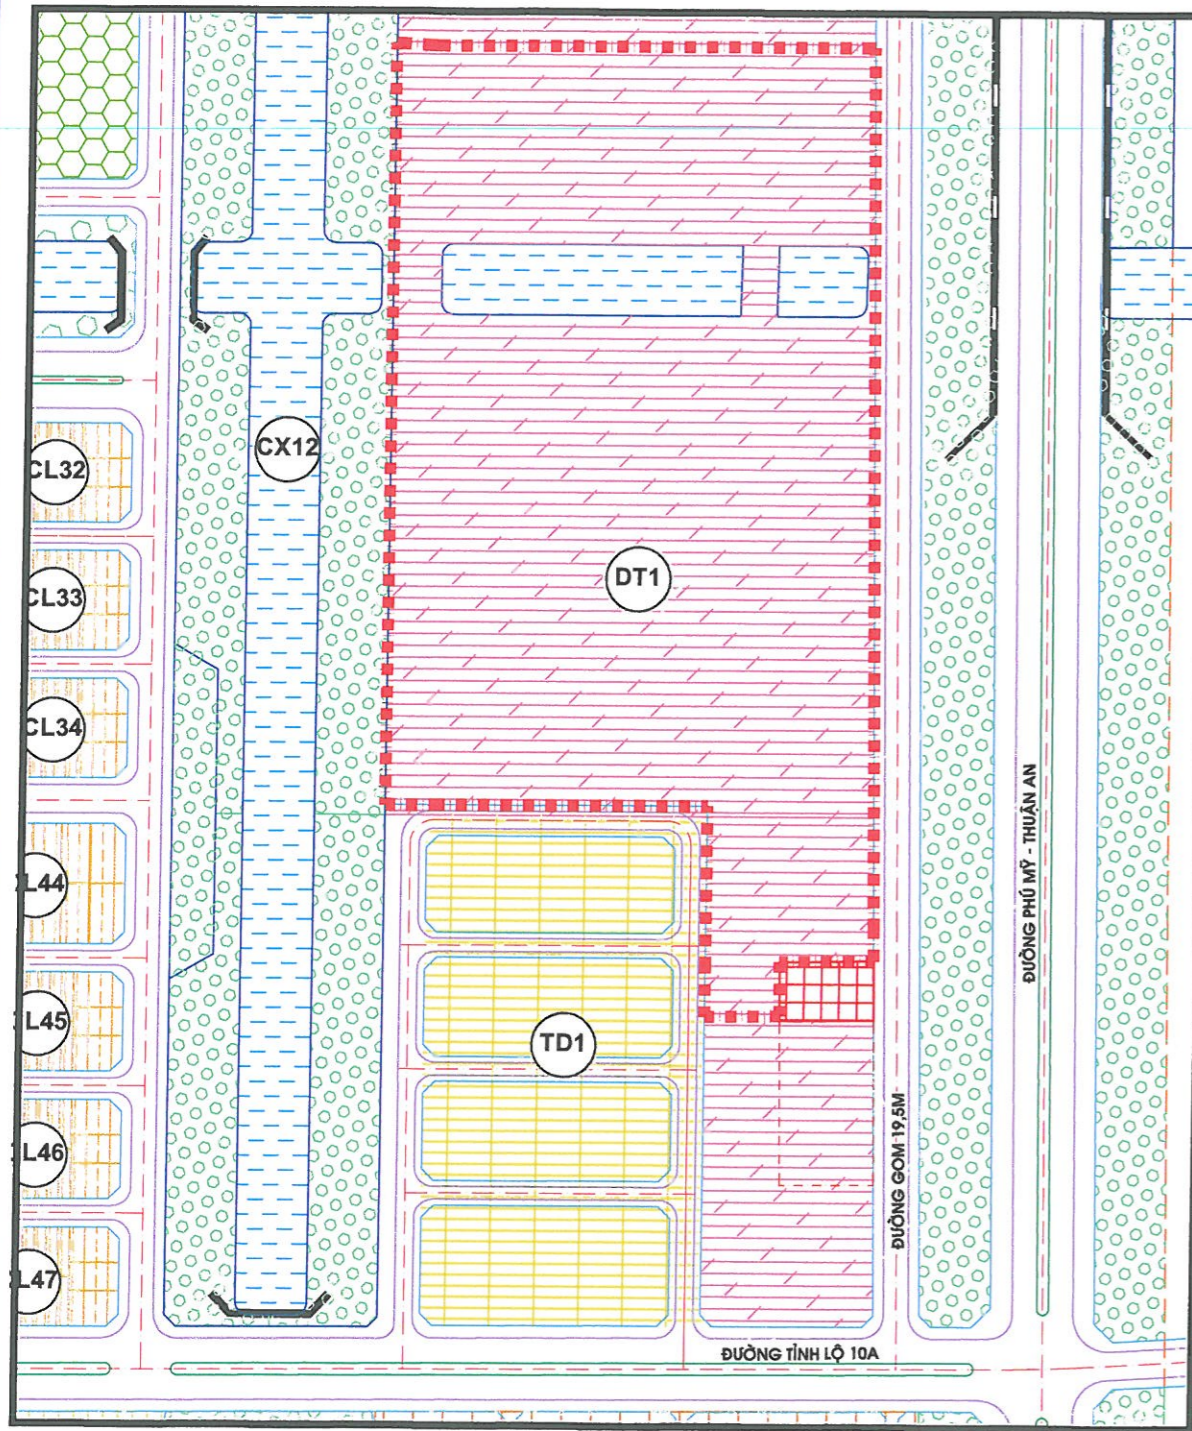 CX12
CL32
DT1
CL33
CL34
ĐƯỜNG PHÚ MỸ - THUẬN AN
L44
L45
TD1
L46
ĐƯỜNG GOM 19,5M
L47
ĐƯỜNG TỈNH LỘ 10A